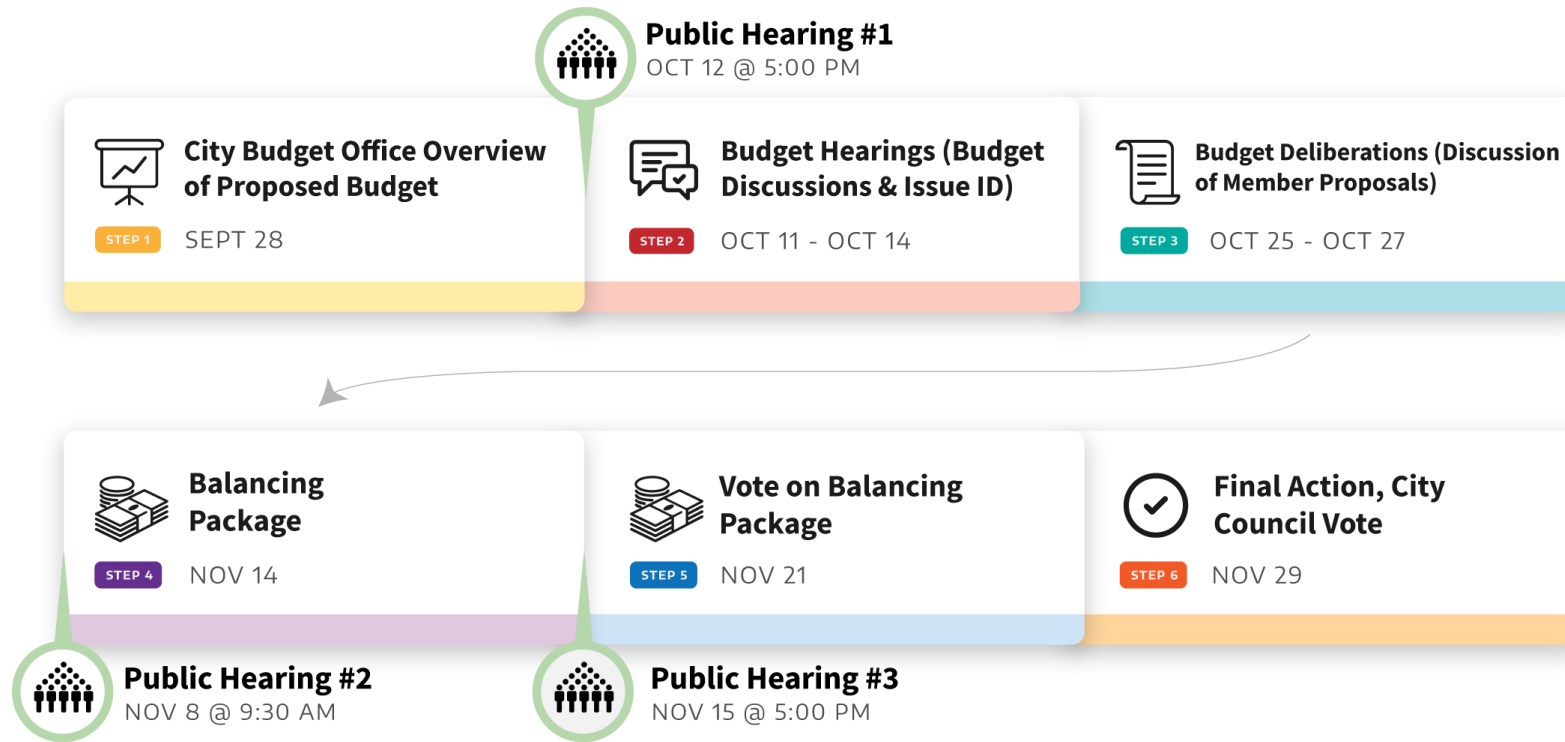 Public Hearing #1
OCT 12 @ 5:00 PM
City Budget Office Overview
of Proposed Budget
STEP 1
SEPT 28
Budget Hearings (Budget
Discussions & Issue ID)
STEP 2
OCT 11 - OCT 14
Budget Deliberations (Discussion
of Member Proposals)
STEP 3
OCT 25 - OCT 27
Balancing
Package
STEP 4
NOV 14
Vote on Balancing
Package
STEP 5
NOV 21
Final Action, City
Council Vote
STEP 6
NOV 29
Public Hearing #2
NOV 8 @ 9:30 AM
Public Hearing #3
NOV 15 @ 5:00 PM